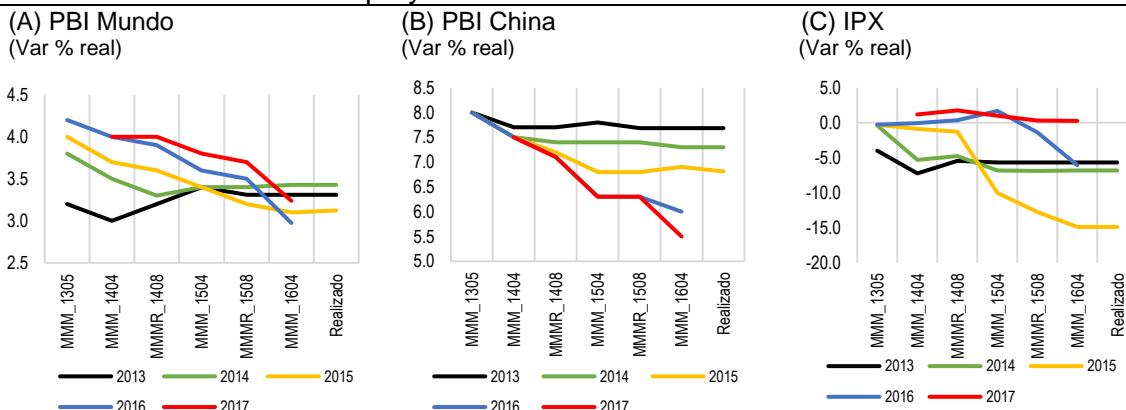 (A) PBI Mundo
(Var % real)
4.5
4.0
3.5
3.0
2.5
MMM_1305
MMM_1404
MMMR_1408
MMM_1504
MMMR_1508
MMM_1604
Realizado
2013
2014
2015
2016
2017
(B) PBI China
(Var % real)
8.5
8.0
7.5
7.0
6.5
6.0
5.5
5.0
MMM_1305
MMM_1404
MMMR_1408
MMM_1504
MMMR_1508
MMM_1604
Realizado
2013
2014
2015
2016
2017
(C) IPX
(Var % real)
5.0
0.0
-5.0
-10.0
-15.0
-20.0
MMM_1305
MMM_1404
MMMR_1408
MMM_1504
MMMR_1508
MMM_1604
Realizado
2013
2014
2015
2016
2017